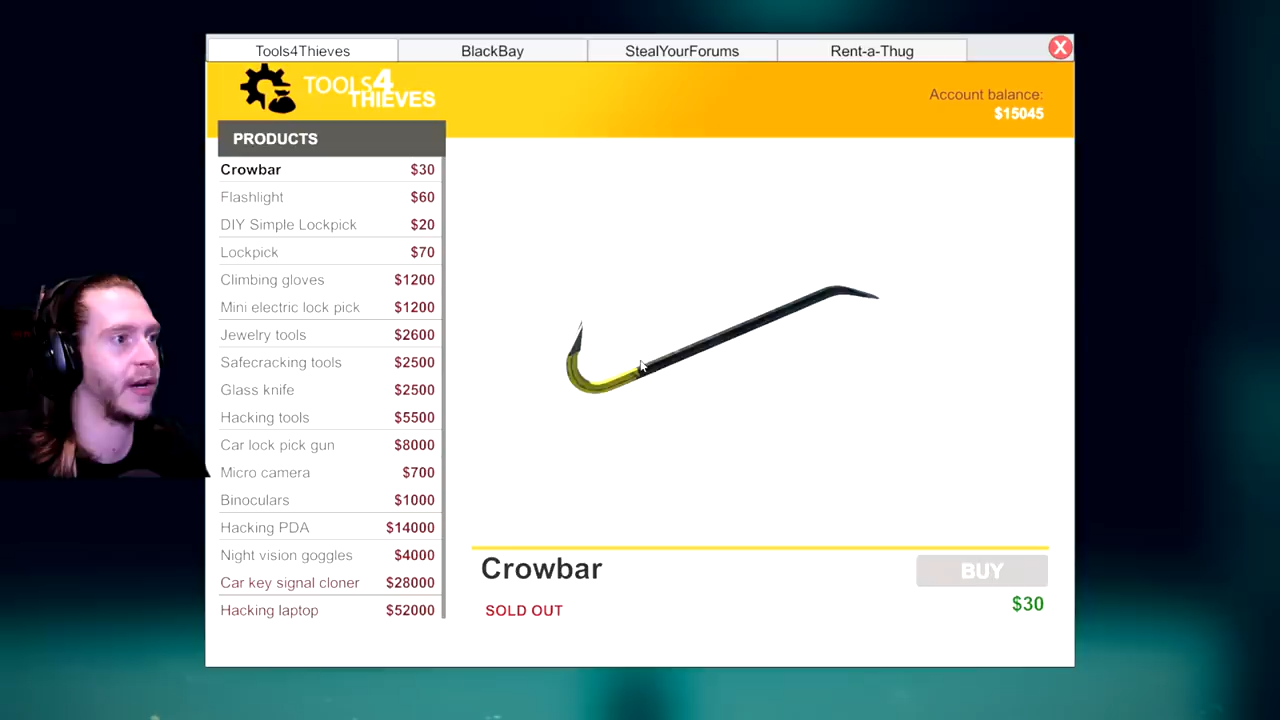 Tools4Thieves BlackBay StealYourForums Rent-a-Thug X
TOOLS4
THIEVES
Account balance:
$15045
PRODUCTS
Crowbar $30
Flashlight $60
DIY Simple Lockpick $20
Lockpick $70
Climbing gloves $1200
Mini electric lock pick $1200
Jewelry tools $2600
Safecracking tools $2500
Glass knife $2500
Hacking tools $5500
Car lock pick gun $8000
Micro camera $700
Binoculars $1000
Hacking PDA $14000
Night vision goggles $4000
Car key signal cloner $28000
Hacking laptop $52000
Crowbar BUY
SOLD OUT $30